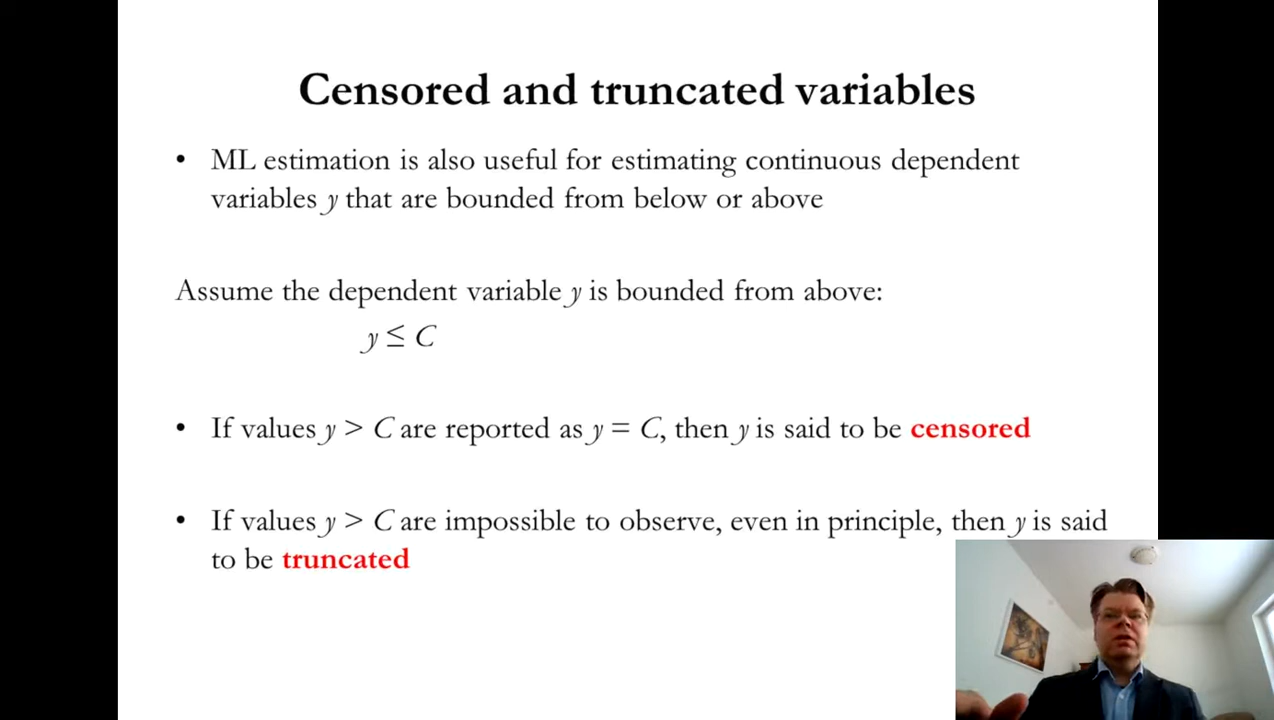 Censored and truncated variables
• ML estimation is also useful for estimating continuous dependent
variables y that are bounded from below or above
Assume the dependent variable y is bounded from above:
y ≤ C
• If values y > C are reported as y = C, then y is said to be censored
• If values y > C are impossible to observe, even in principle, then y is said
to be truncated